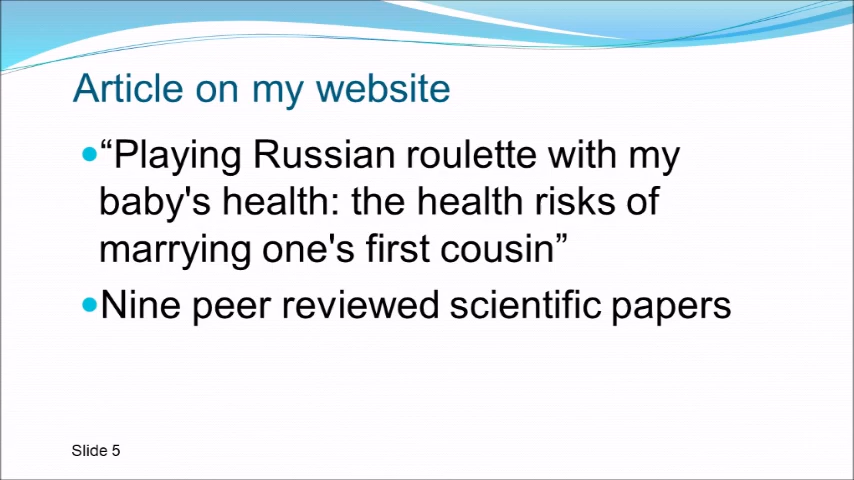 Article on my website
“Playing Russian roulette with my
baby's health: the health risks of
marrying one's first cousin”
Nine peer reviewed scientific papers
Slide 5